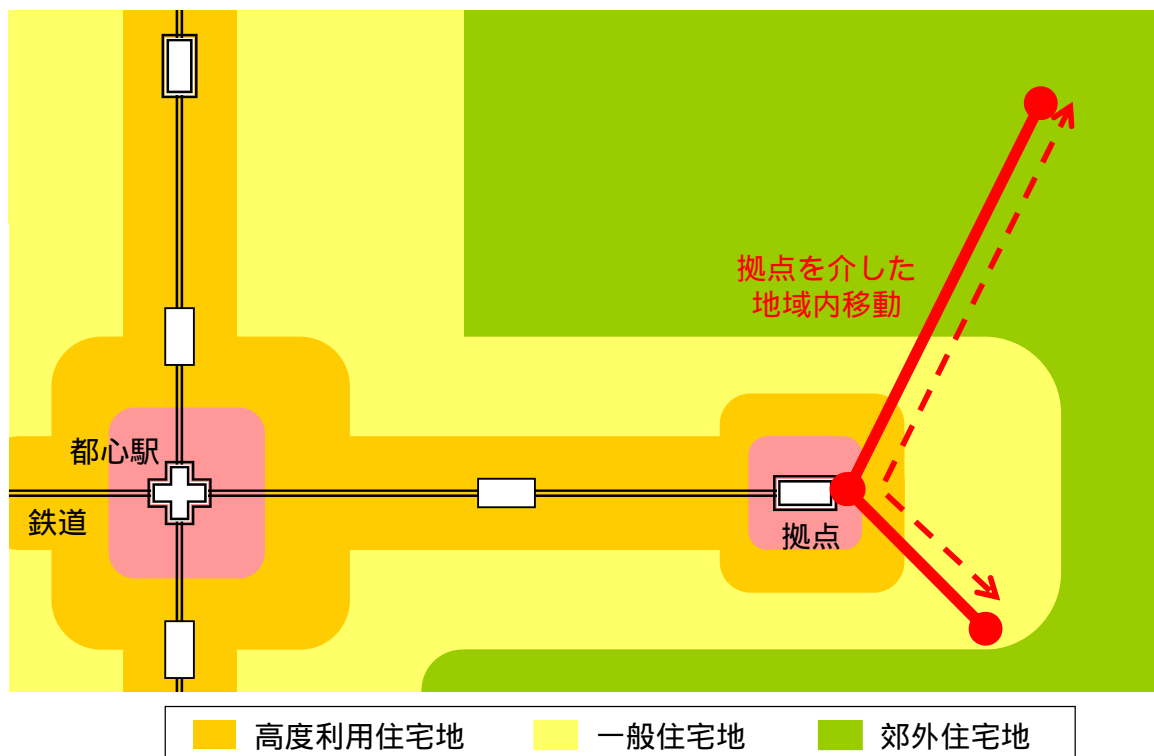 拠点を介した
地域内移動
都心駅
鉄道
拠点
高度利用住宅地
一般住宅地
郊外住宅地